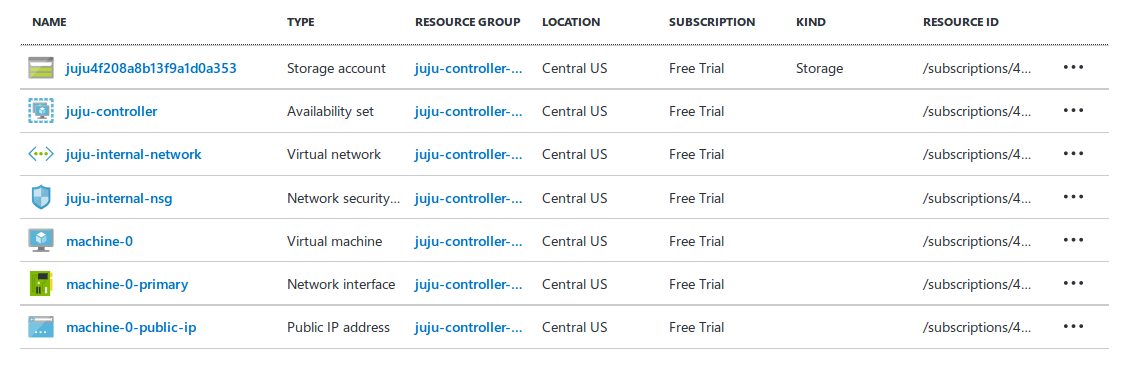 NAME TYPE RESOURCE GROUP LOCATION SUBSCRIPTION KIND RESOURCE ID
juju4f208a8b13f9a1d0a353 Storage account juju-controller-... Central US Free Trial Storage /subscriptions/4...
juju-controller Availability set juju-controller-... Central US Free Trial /subscriptions/4...
juju-internal-network Virtual network juju-controller-... Central US Free Trial /subscriptions/4...
juju-internal-nsg Network security... juju-controller-... Central US Free Trial /subscriptions/4...
machine-0 Virtual machine juju-controller-... Central US Free Trial /subscriptions/4...
machine-0-primary Network interface juju-controller-... Central US Free Trial /subscriptions/4...
machine-0-public-ip Public IP address juju-controller-... Central US Free Trial /subscriptions/4...